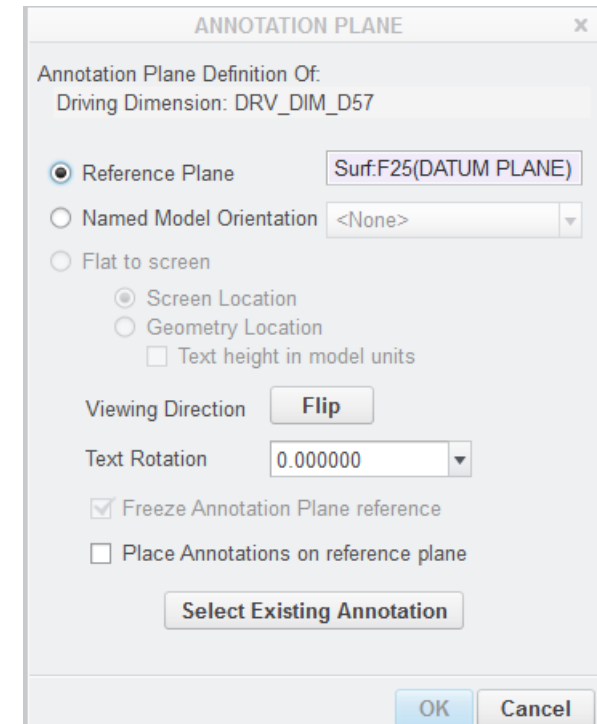 ANNOTATION PLANE ×
Annotation Plane Definition Of:
Driving Dimension: DRV_DIM_D57
Reference Plane Surf:F25(DATUM PLANE)
Named Model Orientation <None>
Flat to screen
Screen Location
Geometry Location
Text height in model units
Viewing Direction Flip
Text Rotation 0.000000
Freeze Annotation Plane reference
Place Annotations on reference plane
Select Existing Annotation
OK Cancel